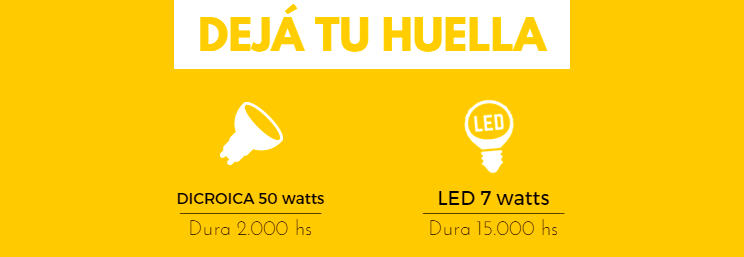 DEJÁ TU HUELLA
LED
DICROICA 50 watts
LED 7 watts
Dura 2.000 hs
Dura 15.000 hs